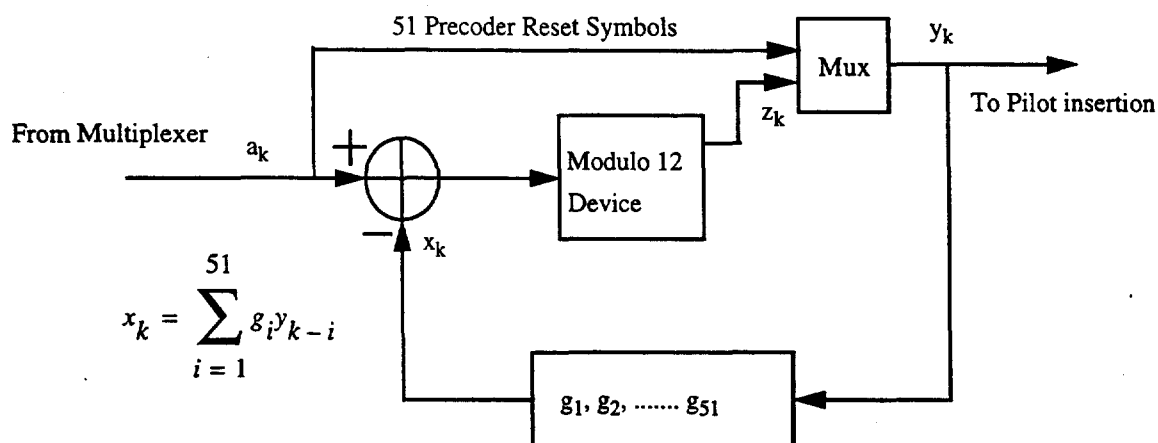 51 Precoder Reset Symbols
y_k
Mux
To Pilot insertion
From Multiplexer
a_k
+
z_k
Modulo 12
Device
−
x_k
x_k = \sum_{i = 1}^{51} g_i y_{k - i}
g_1, g_2, ....... g_51